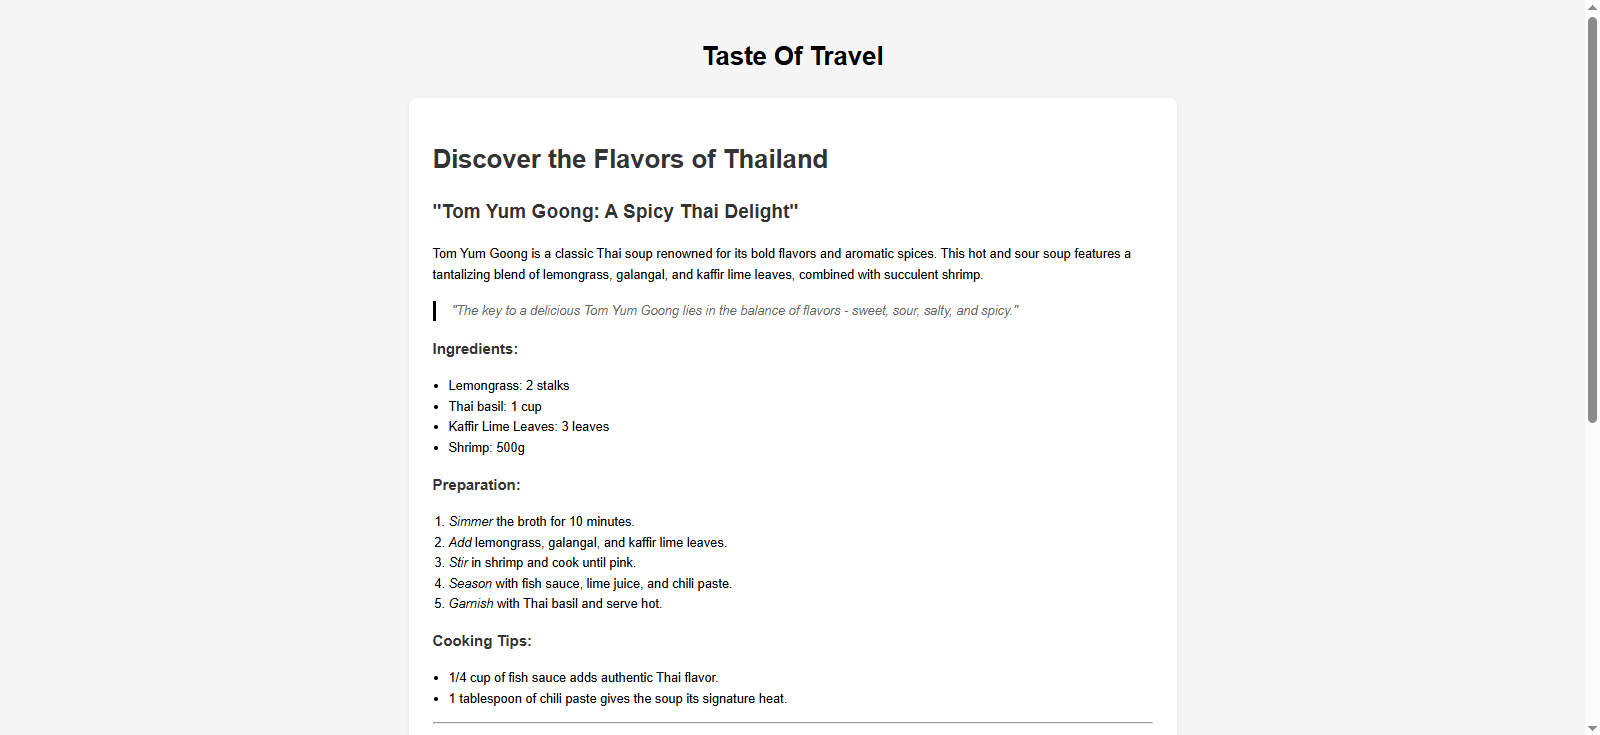 Taste Of Travel
Discover the Flavors of Thailand
"Tom Yum Goong: A Spicy Thai Delight"
Tom Yum Goong is a classic Thai soup renowned for its bold flavors and aromatic spices. This hot and sour soup features a
tantalizing blend of lemongrass, galangal, and kaffir lime leaves, combined with succulent shrimp.
"The key to a delicious Tom Yum Goong lies in the balance of flavors - sweet, sour, salty, and spicy."
Ingredients:
• Lemongrass: 2 stalks
• Thai basil: 1 cup
• Kaffir Lime Leaves: 3 leaves
• Shrimp: 500g
Preparation:
1. Simmer the broth for 10 minutes.
2. Add lemongrass, galangal, and kaffir lime leaves.
3. Stir in shrimp and cook until pink.
4. Season with fish sauce, lime juice, and chili paste.
5. Garnish with Thai basil and serve hot.
Cooking Tips:
• 1/4 cup of fish sauce adds authentic Thai flavor.
• 1 tablespoon of chili paste gives the soup its signature heat.